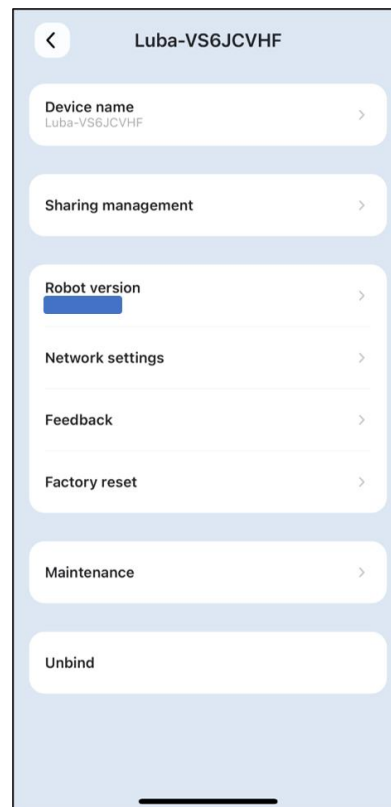 Luba-VS6JCVHF
Device name
Luba-VS6JCVHF
Sharing management
Robot version
Network settings
Feedback
Factory reset
Maintenance
Unbind